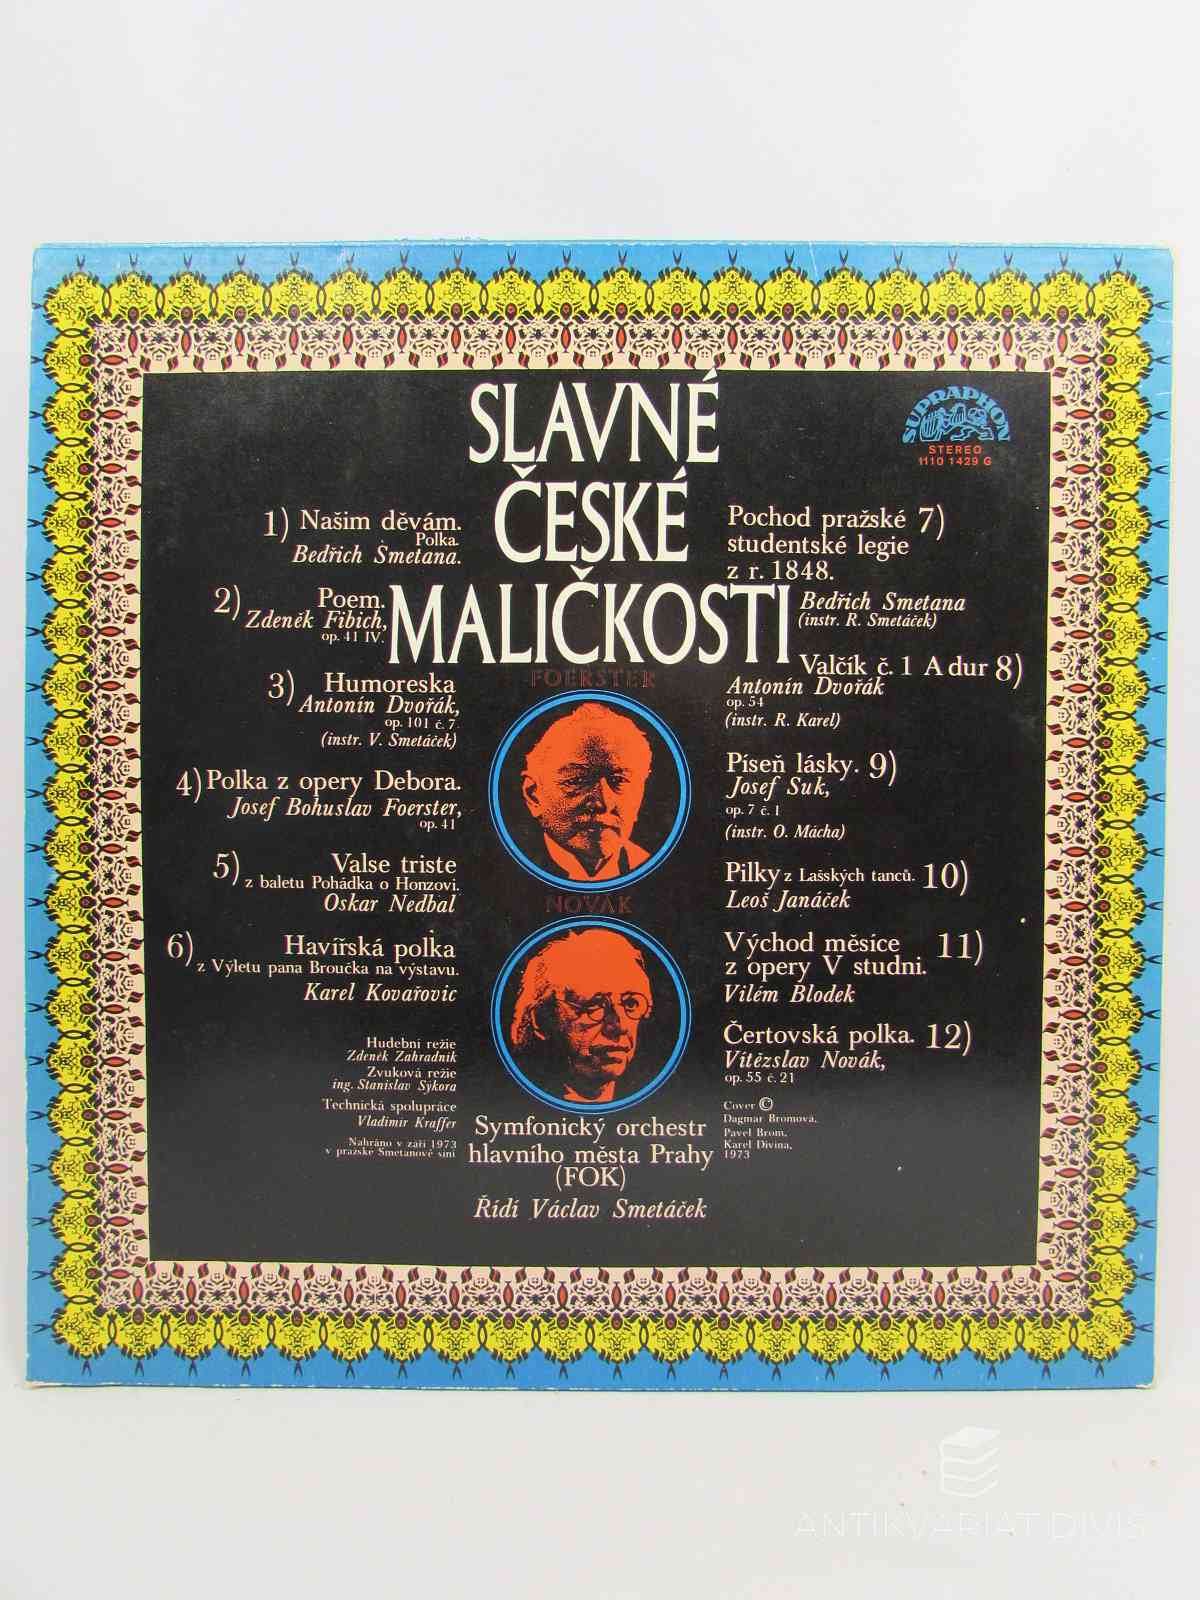 SLAVNÉ
ČESKÉ
MALIČKOSTI
SUPRAPHON
STEREO
1110 1429 G
1) Našim děvám.
Polka.
Bedřich Smetana.
2) Poem.
Zdeněk Fibich,
op. 41 IV.
3) Humoreska
Antonín Dvořák,
op. 101 č. 7.
(instr. V. Smetáček)
4) Polka z opery Debora.
Josef Bohuslav Foerster,
op. 41
5) Valse triste
z baletu Pohádka o Honzovi.
Oskar Nedbal
6) Havířská polka
z Výletu pana Broučka na výstavu.
Karel Kovařovic
Hudební režie
Zdeněk Zahradník
Zvuková režie
ing. Stanislav Sýkora
Technická spolupráce
Vladimír Kraffer
Nahráno v září 1973
v pražské Smetanově síni
FOERSTER
NOVÁK
Symfonický orchestr
hlavního města Prahy
(FOK)
Řídí Václav Smetáček
Pochod pražské 7)
studentské legie
z r. 1848.
Bedřich Smetana
(instr. R. Smetáček)
Valčík č. 1 A dur 8)
Antonín Dvořák
op. 54
(instr. R. Karel)
Píseň lásky. 9)
Josef Suk,
op. 7 č. 1
(instr. O. Mácha)
Pilky z Lašských tanců. 10)
Leoš Janáček
Východ měsíce 11)
z opery V studni.
Vilém Blodek
Čertovská polka. 12)
Vítězslav Novák,
op. 55 č. 21
Cover ©
Dagmar Bromová,
Pavel Brom,
Karel Divina,
1973
ANTIKVARIAT DIVIS